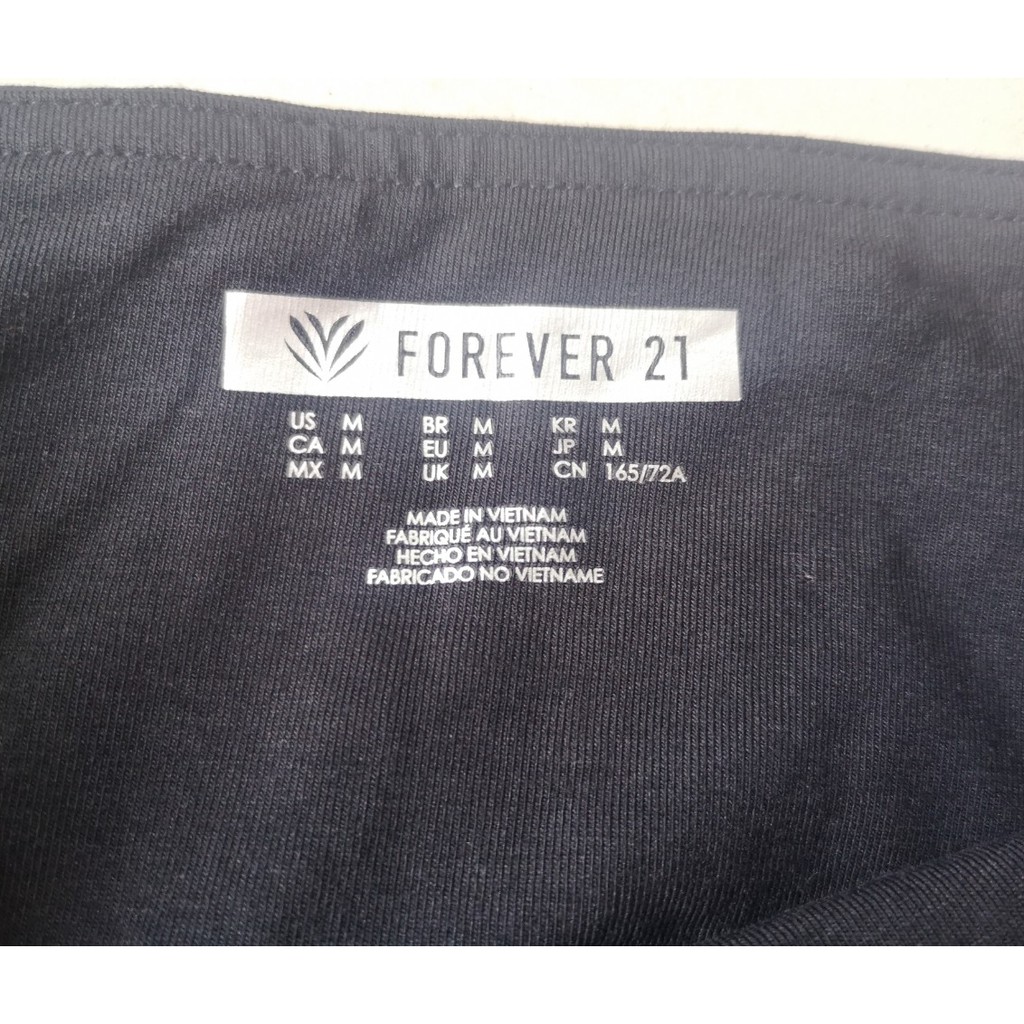 FOREVER 21
US M BR M KR M
CA M EU M JP M
MX M UK M CN 165/72A
MADE IN VIETNAM
FABRIQUÉ AU VIETNAM
HECHO EN VIETNAM
FABRICADO NO VIETNAME